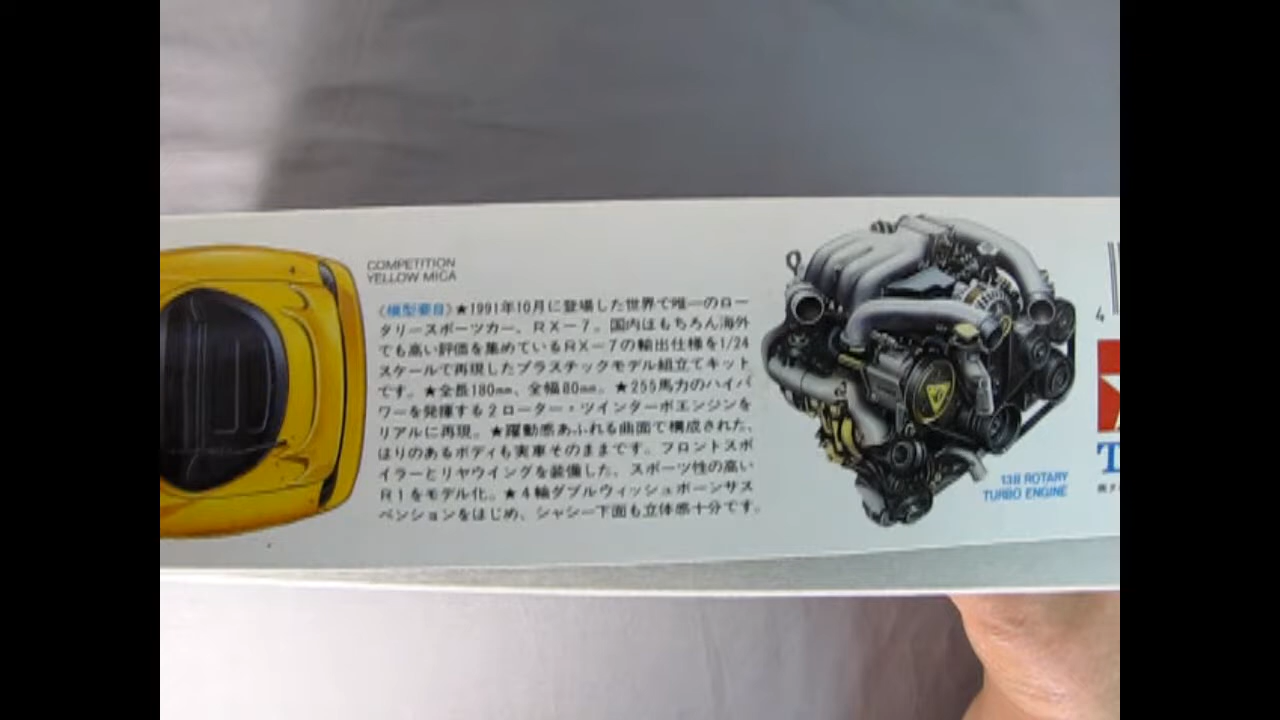 COMPETITION
YELLOW MICA
《模型要目》★1991年10月に登場した世界で唯一のロー
タリースポーツカー、RX－7。国内はもちろん海外
でも高い評価を集めているRX－7の輸出仕様を1/24
スケールで再現したプラスチックモデル組立てキット
です。★全長180mm、全幅80mm。★255馬力のハイパ
ワーを発揮する2ローター・ツインターボエンジンを
リアルに再現。★躍動感あふれる曲面で構成された、
はりのあるボディも実車そのままです。フロントスポ
イラーとリヤウイングを装備した、スポーツ性の高い
R1をモデル化。★4輪ダブルウィッシュボーンサス
ペンションをはじめ、シャシー下面も立体感十分です。
13B ROTARY
TURBO ENGINE
4
T